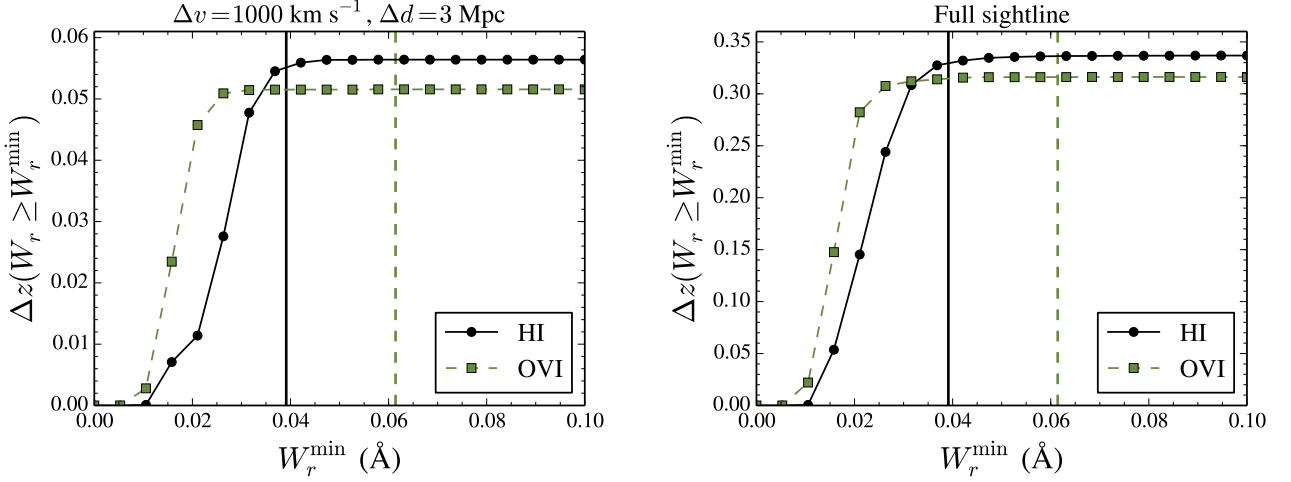 Δv=1000 km s⁻¹, Δd=3 Mpc
Δz(W_r ≥W_r^min)
0.06
0.05
0.04
0.03
0.02
0.01
0.00
0.00 0.02 0.04 0.06 0.08 0.10
W_r^min (Å)
HI
OVI
Full sightline
Δz(W_r ≥W_r^min)
0.35
0.30
0.25
0.20
0.15
0.10
0.05
0.00
0.00 0.02 0.04 0.06 0.08 0.10
W_r^min (Å)
HI
OVI